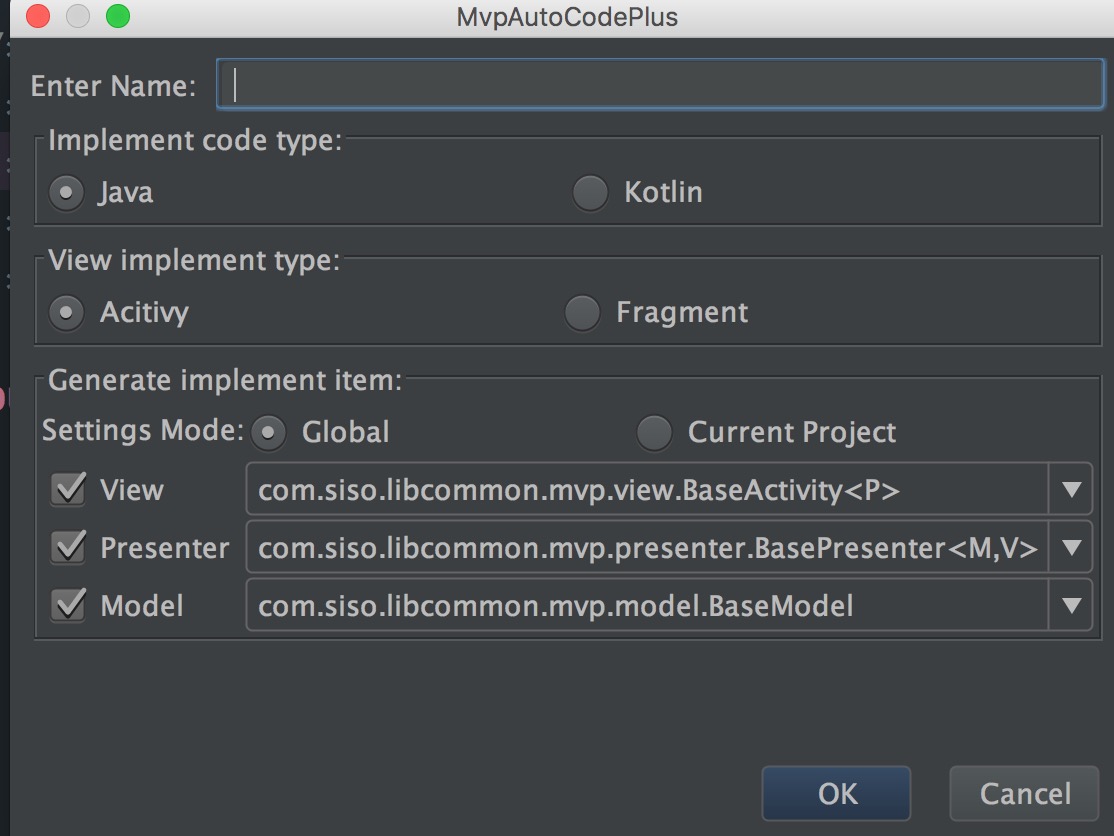 MvpAutoCodePlus
Enter Name:
Implement code type:
Java Kotlin
View implement type:
Acitivy Fragment
Generate implement item:
Settings Mode: Global Current Project
View com.siso.libcommon.mvp.view.BaseActivity<P>
Presenter com.siso.libcommon.mvp.presenter.BasePresenter<M,V>
Model com.siso.libcommon.mvp.model.BaseModel
OK Cancel